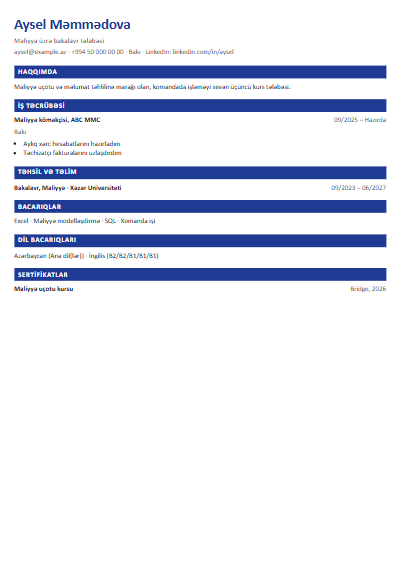 Aysel Məmmədova
Maliyyə üzrə bakalavr tələbəsi
aysel@example.az · +994 50 000 00 00 · Bakı · LinkedIn: linkedin.com/in/aysel
HAQQIMDA
Maliyyə uçotu və məlumat təhlilinə marağı olan, komandada işləməyi sevən üçüncü kurs tələbəsi.
İŞ TƏCRÜBƏSİ
Maliyyə köməkçisi, ABC MMC 09/2025 – Hazırda
Bakı
• Aylıq xərc hesabatlarını hazırladım
• Təchizatçı fakturalarını uzlaşdırdım
TƏHSİL VƏ TƏLİM
Bakalavr, Maliyyə · Xəzər Universiteti 09/2023 – 06/2027
BACARIQLAR
Excel · Maliyyə modelləşdirmə · SQL · Komanda işi
DİL BACARIQLARI
Azərbaycan (Ana dil(lər)) · İngilis (B2/B2/B1/B1/B1)
SERTİFİKATLAR
Maliyyə uçotu kursu Bridge, 2026